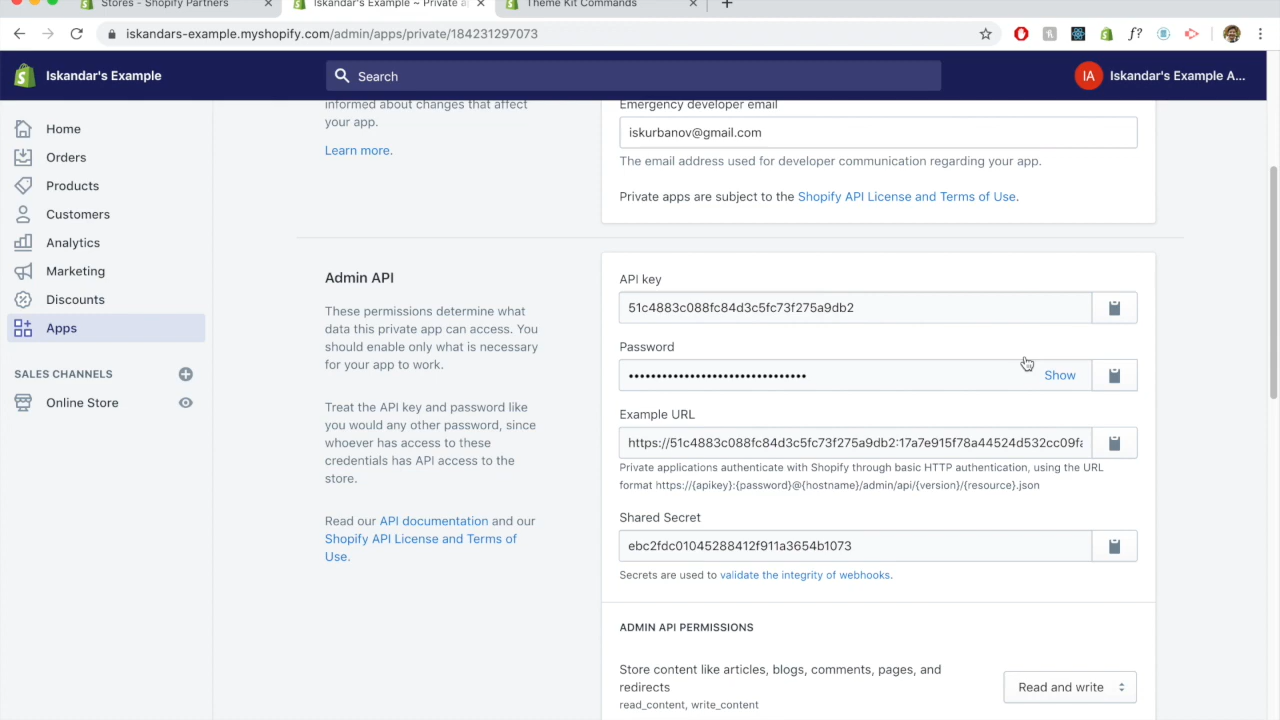 Stores - Shopify Partners
Iskandar's Example ~ Private a
Theme Kit Commands
iskandars-example.myshopify.com/admin/apps/private/184231297073
f?
Iskandar's Example
Search
IA
Iskandar's Example A...
Home
Orders
Products
Customers
Analytics
Marketing
Discounts
Apps
SALES CHANNELS
Online Store
informed about changes that affect
your app.
Learn more.
Emergency developer email
iskurbanov@gmail.com
The email address used for developer communication regarding your app.
Private apps are subject to the Shopify API License and Terms of Use.
Admin API
These permissions determine what
data this private app can access. You
should enable only what is necessary
for your app to work.
Treat the API key and password like
you would any other password, since
whoever has access to these
credentials has API access to the
store.
Read our API documentation and our
Shopify API License and Terms of
Use.
API key
51c4883c088fc84d3c5fc73f275a9db2
Password
••••••••••••••••••••••••••••••••
Show
Example URL
https://51c4883c088fc84d3c5fc73f275a9db2:17a7e915f78a44524d532cc09fa
Private applications authenticate with Shopify through basic HTTP authentication, using the URL
format https://{apikey}:{password}@{hostname}/admin/api/{version}/{resource}.json
Shared Secret
ebc2fdc01045288412f911a3654b1073
Secrets are used to validate the integrity of webhooks.
ADMIN API PERMISSIONS
Store content like articles, blogs, comments, pages, and
redirects
read_content, write_content
Read and write